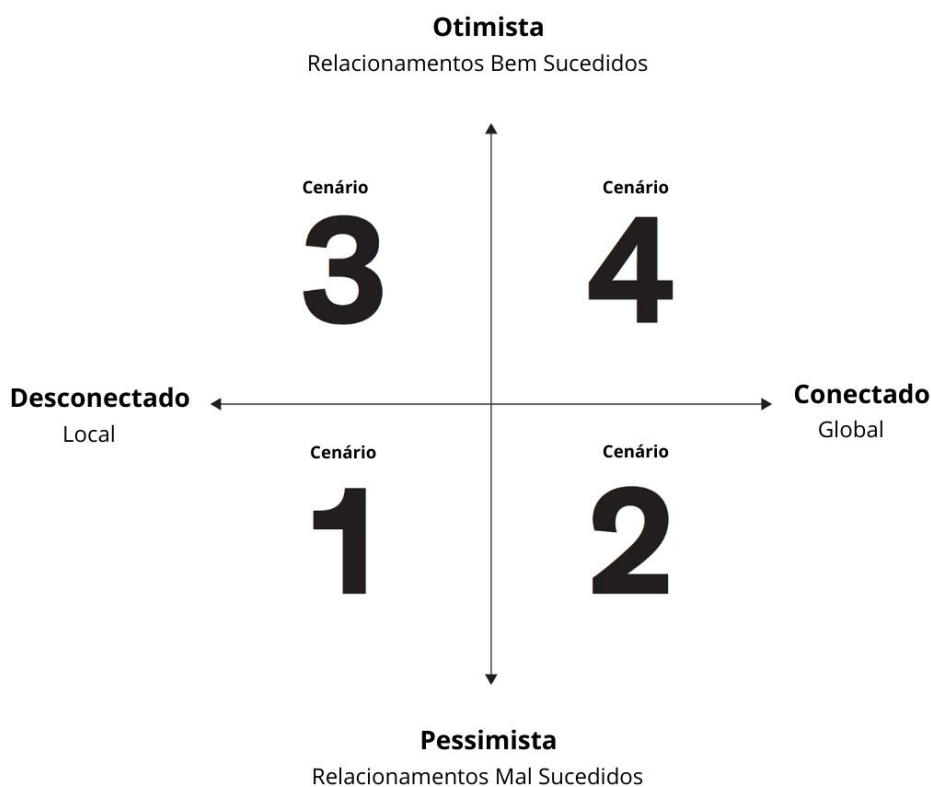 Otimista
Relacionamentos Bem Sucedidos
Cenário
3
Cenário
4
Desconectado
Local
Conectado
Global
Cenário
1
Cenário
2
Pessimista
Relacionamentos Mal Sucedidos